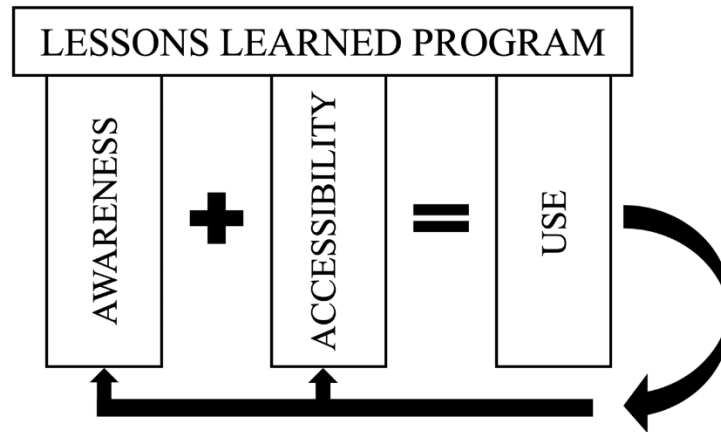 LESSONS LEARNED PROGRAM
AWARENESS
+
ACCESSIBILITY
=
USE